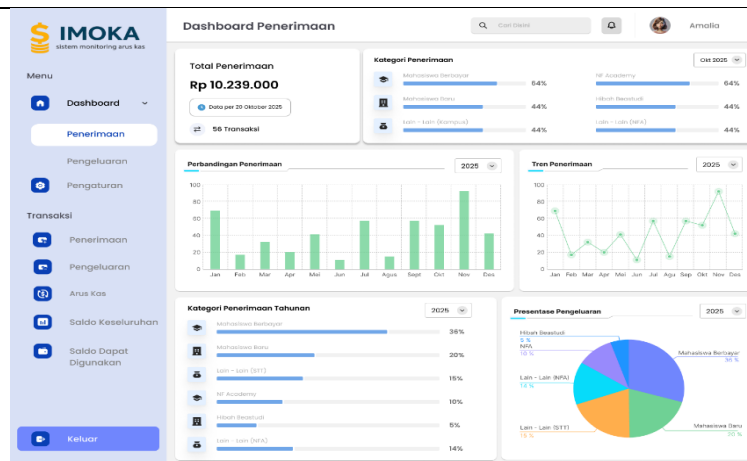 IMOKA
sistem monitoring arus kas
Menu
Dashboard
Penerimaan
Pengeluaran
Pengaturan
Transaksi
Penerimaan
Pengeluaran
Arus Kas
Saldo Keseluruhan
Saldo Dapat
Digunakan
Keluar
Dashboard Penerimaan
Cari Disini
Amalia
Total Penerimaan
Rp 10.239.000
Data per 20 Oktober 2025
56 Transaksi
Kategori Penerimaan
Okt 2025
Mahasiswa Berbayar
64%
NF Academy
64%
Mahasiswa Baru
44%
Hibah Beastudi
44%
Lain - Lain (Kampus)
44%
Lain - Lain (NFA)
44%
Perbandingan Penerimaan
2025
100
80
60
40
20
0
Jan Feb Mar Apr Mei Jun Jul Agus Sept Okt Nov Des
Tren Penerimaan
2025
100
80
60
40
20
0
Jan Feb Mar Apr Mei Jun Jul Agu Sep Okt Nov Des
Kategori Penerimaan Tahunan
2025
Mahasiswa Berbayar
36%
Mahasiswa Baru
20%
Lain - Lain (STT)
15%
NF Academy
10%
Hibah Beastudi
5%
Lain - Lain (NFA)
14%
Presentase Pengeluaran
2025
Hibah Beastudi
5 %
NFA
10 %
Lain - Lain (NFA)
14 %
Lain - Lain (STT)
15 %
Mahasiswa Berbayar
36 %
Mahasiswa Baru
20 %